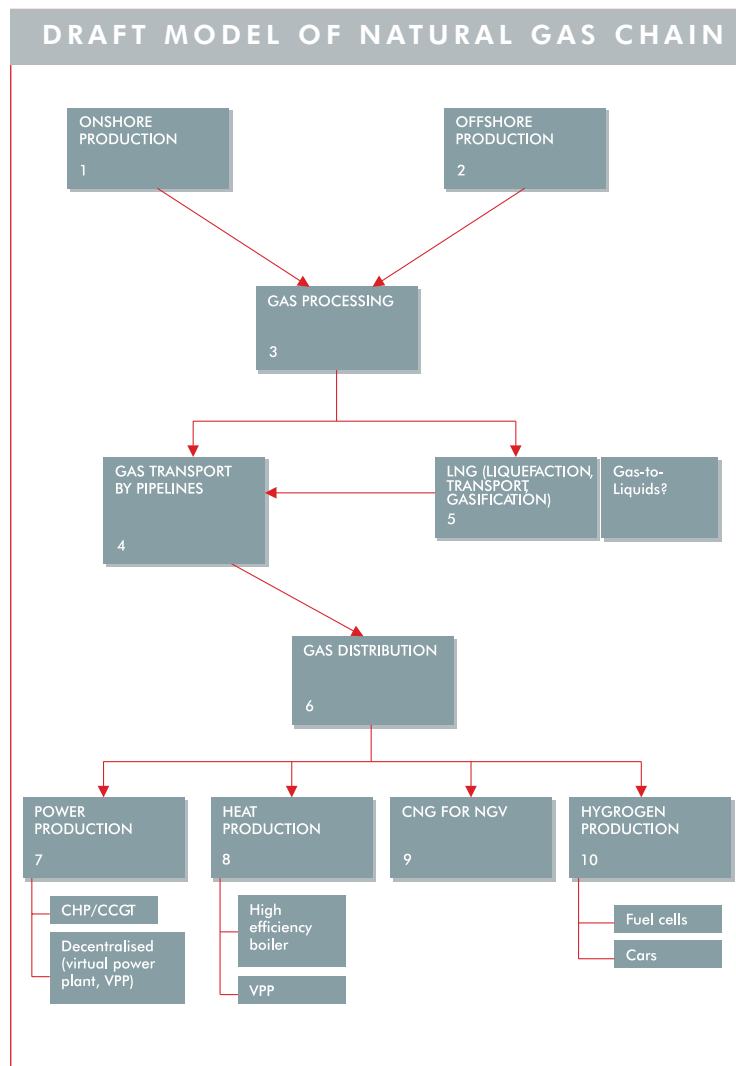 DRAFT MODEL OF NATURAL GAS CHAIN
ONSHORE
PRODUCTION
1
OFFSHORE
PRODUCTION
2
GAS PROCESSING
3
GAS TRANSPORT
BY PIPELINES
4
LNG (LIQUEFACTION,
TRANSPORT,
GASIFICATION)
5
Gas-to-
Liquids?
GAS DISTRIBUTION
6
POWER
PRODUCTION
7
HEAT
PRODUCTION
8
CNG FOR NGV
9
HYGROGEN
PRODUCTION
10
CHP/CCGT
Decentralised
(virtual power
plant, VPP)
High
efficiency
boiler
VPP
Fuel cells
Cars